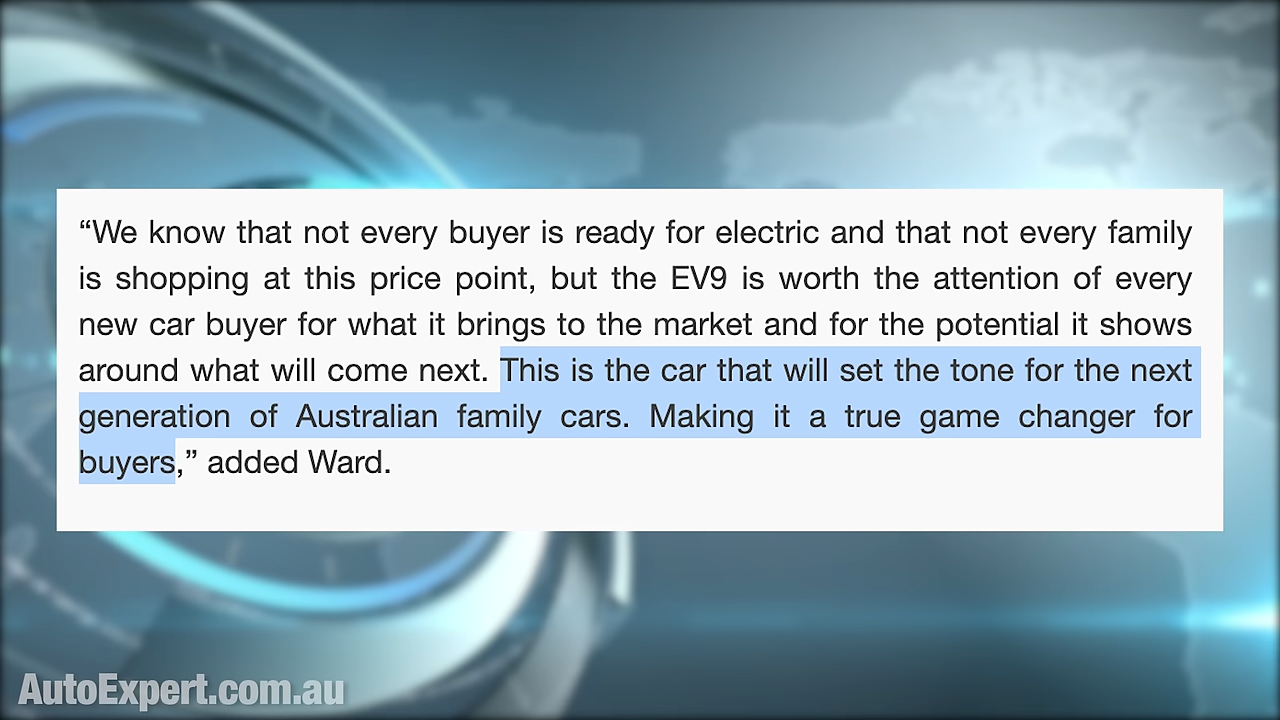 “We know that not every buyer is ready for electric and that not every family
is shopping at this price point, but the EV9 is worth the attention of every
new car buyer for what it brings to the market and for the potential it shows
around what will come next. This is the car that will set the tone for the next
generation of Australian family cars. Making it a true game changer for
buyers,” added Ward.
AutoExpert.com.au